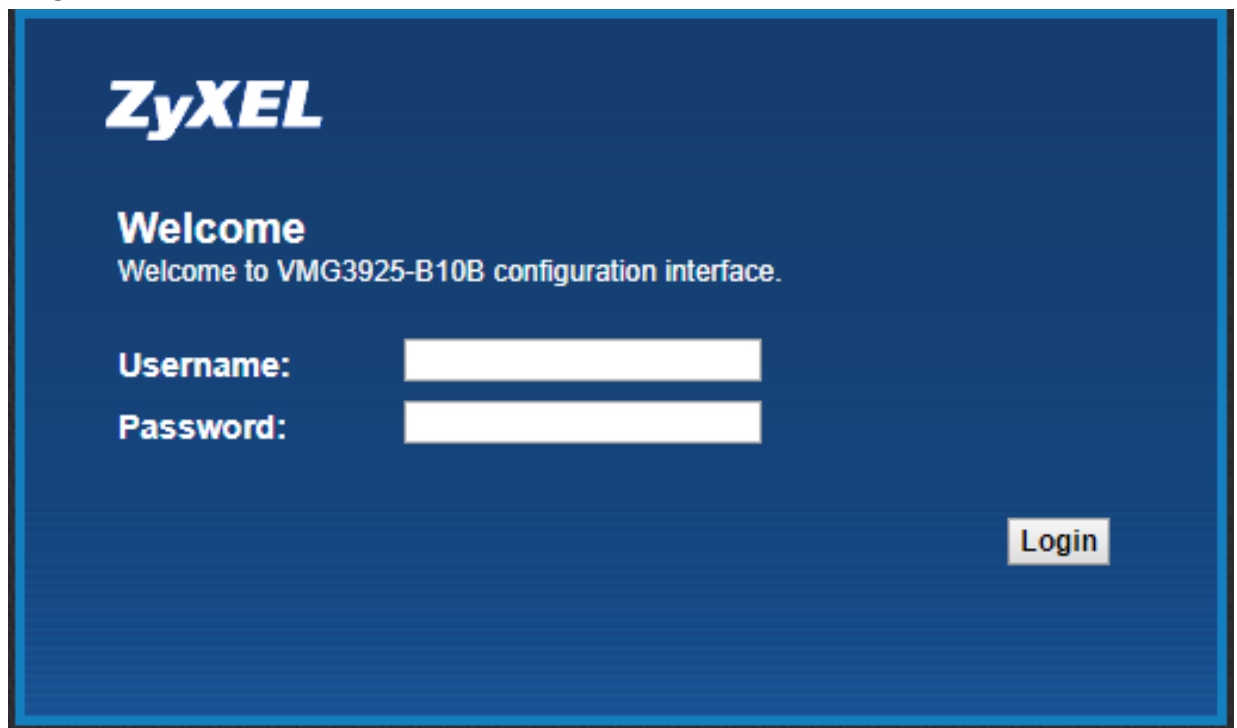 ZyXEL
Welcome
Welcome to VMG3925-B10B configuration interface.
Username:
Password:
Login